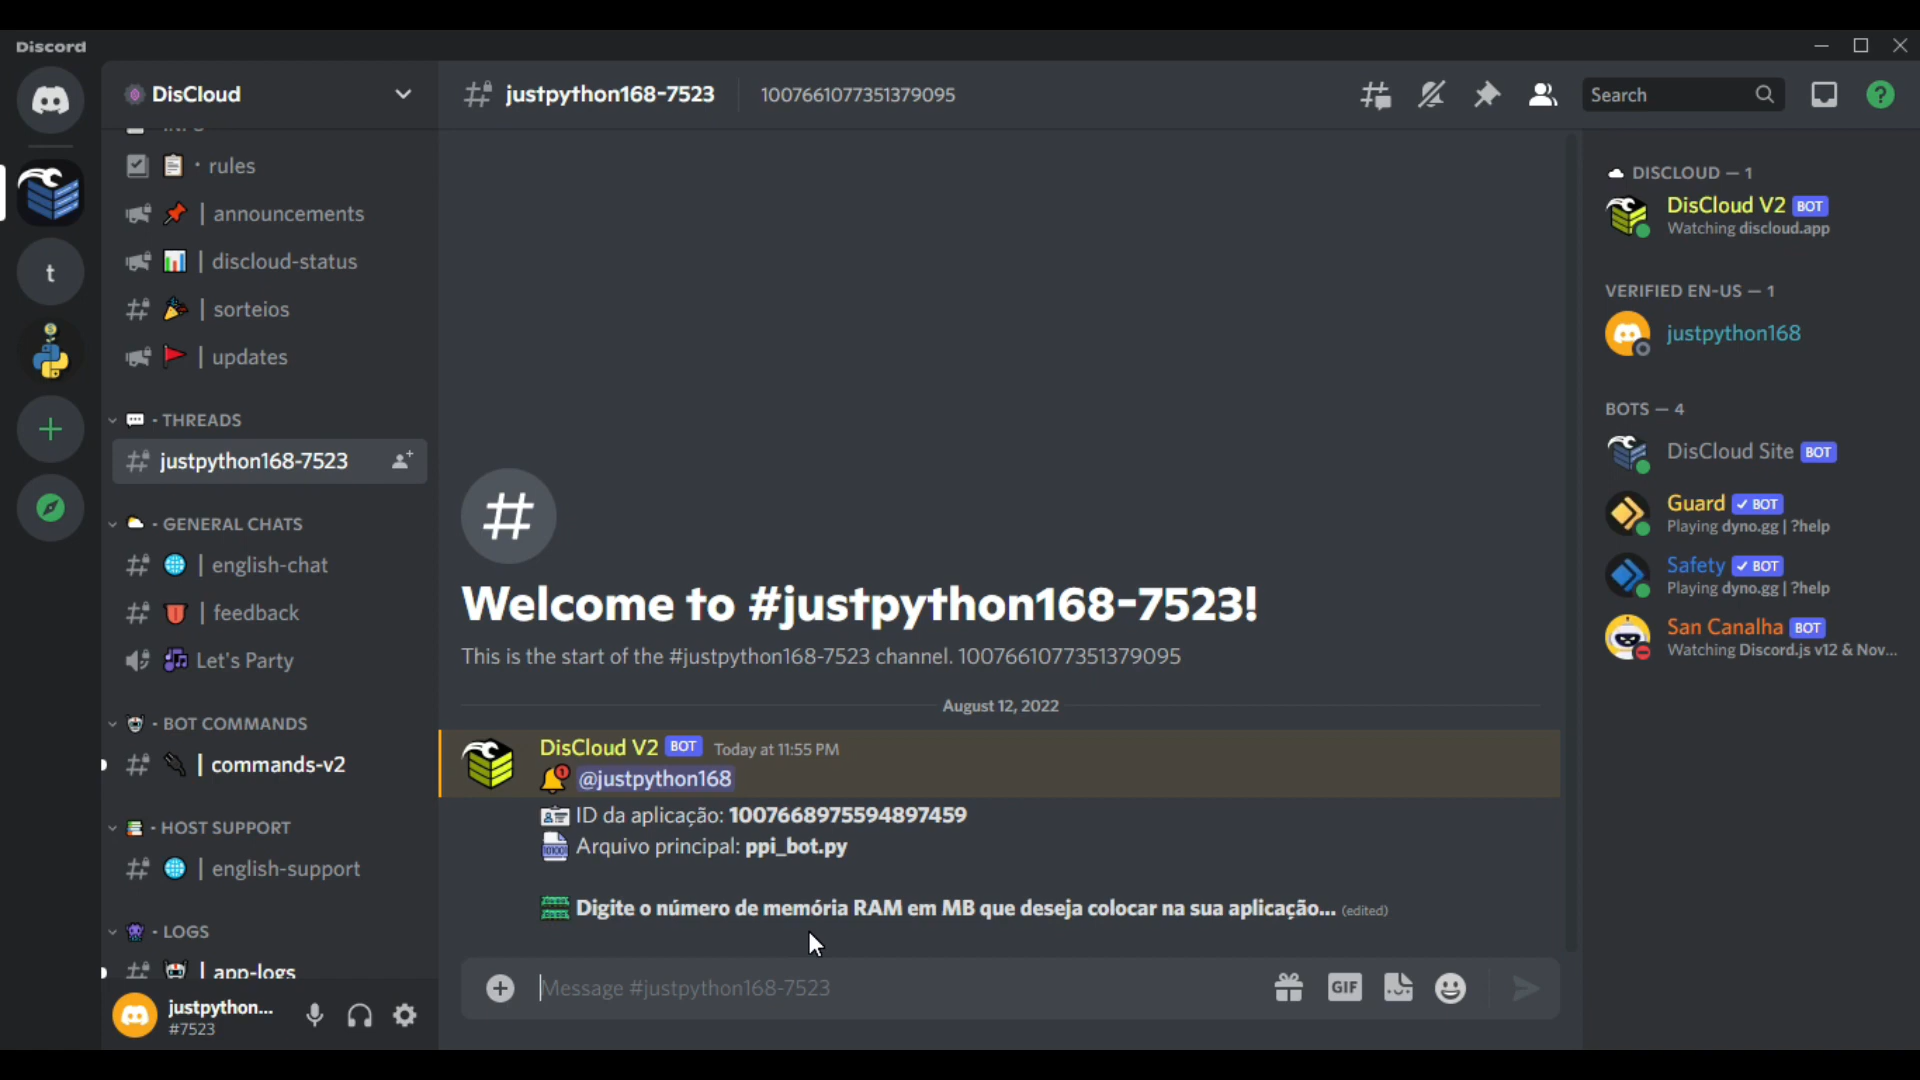 Discord
DisCloud
rules
| announcements
| discloud-status
| sorteios
| updates
- THREADS
justpython168-7523
- GENERAL CHATS
| english-chat
| feedback
Let's Party
- BOT COMMANDS
| commands-v2
- HOST SUPPORT
| english-support
- LOGS
| app-logs
justpython...
#7523
t
justpython168-7523
1007661077351379095
Search
Welcome to #justpython168-7523!
This is the start of the #justpython168-7523 channel. 1007661077351379095
August 12, 2022
DisCloud V2 BOT Today at 11:55 PM
@justpython168
ID da aplicação: 1007668975594897459
Arquivo principal: ppi_bot.py
Digite o número de memória RAM em MB que deseja colocar na sua aplicação... (edited)
Message #justpython168-7523
GIF
DISCLOUD — 1
DisCloud V2 BOT
Watching discloud.app
VERIFIED EN-US — 1
justpython168
BOTS — 4
DisCloud Site BOT
Guard ✓ BOT
Playing dyno.gg | ?help
Safety ✓ BOT
Playing dyno.gg | ?help
San Canalha BOT
Watching Discord.js v12 & Nov...